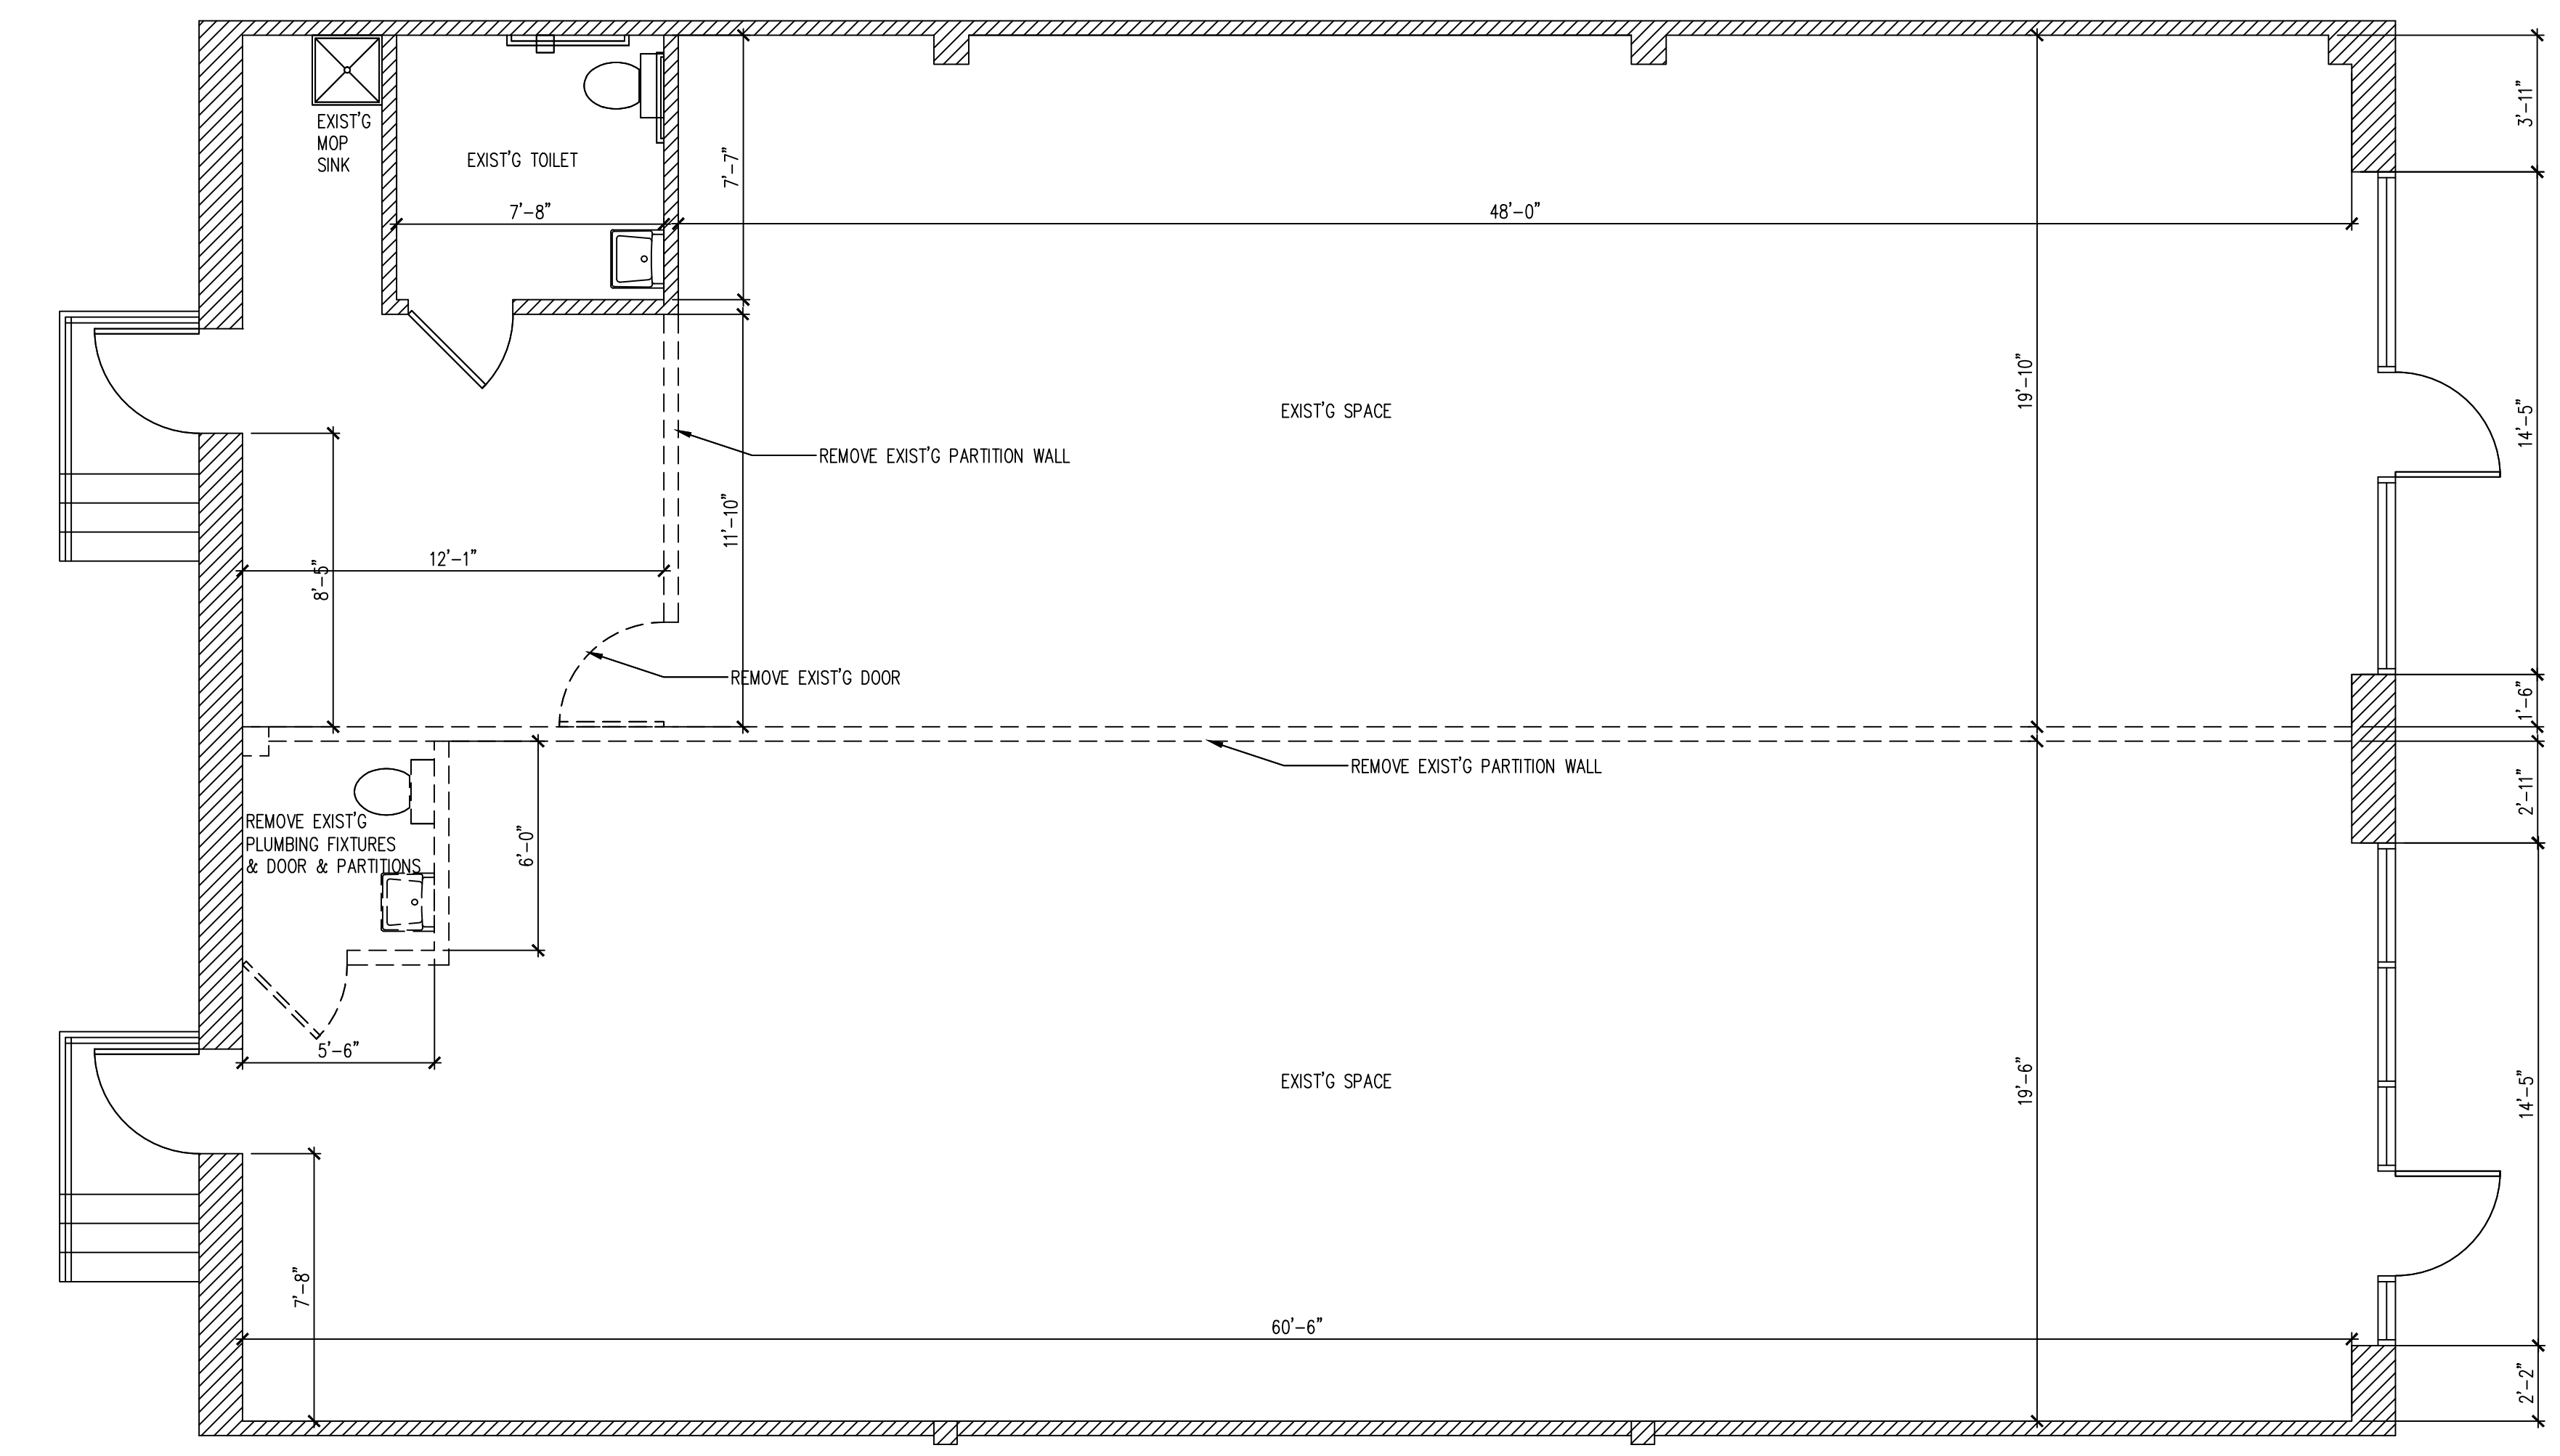 EXIST'G
MOP
SINK
EXIST'G TOILET
7'-8"
7'-7"
48'-0"
3'-11"
14'-5"
19'-10"
EXIST'G SPACE
REMOVE EXIST'G PARTITION WALL
11'-10"
12'-1"
8'-5"
REMOVE EXIST'G DOOR
1'-6"
REMOVE EXIST'G PARTITION WALL
2'-11"
REMOVE EXIST'G
PLUMBING FIXTURES
& DOOR & PARTITIONS
6'-0"
5'-6"
EXIST'G SPACE
19'-6"
14'-5"
7'-8"
60'-6"
2'-2"